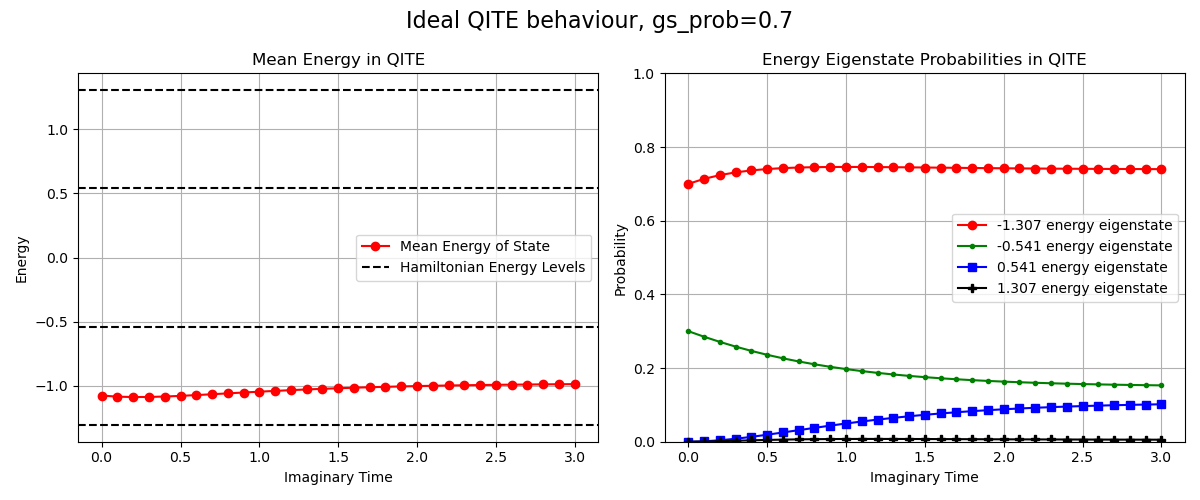 Ideal QITE behaviour, gs_prob=0.7
Mean Energy in QITE
Energy
1.0
0.5
0.0
−0.5
−1.0
Mean Energy of State
Hamiltonian Energy Levels
0.0 0.5 1.0 1.5 2.0 2.5 3.0
Imaginary Time
Energy Eigenstate Probabilities in QITE
Probability
1.0
0.8
0.6
0.4
0.2
0.0
-1.307 energy eigenstate
-0.541 energy eigenstate
0.541 energy eigenstate
1.307 energy eigenstate
0.0 0.5 1.0 1.5 2.0 2.5 3.0
Imaginary Time